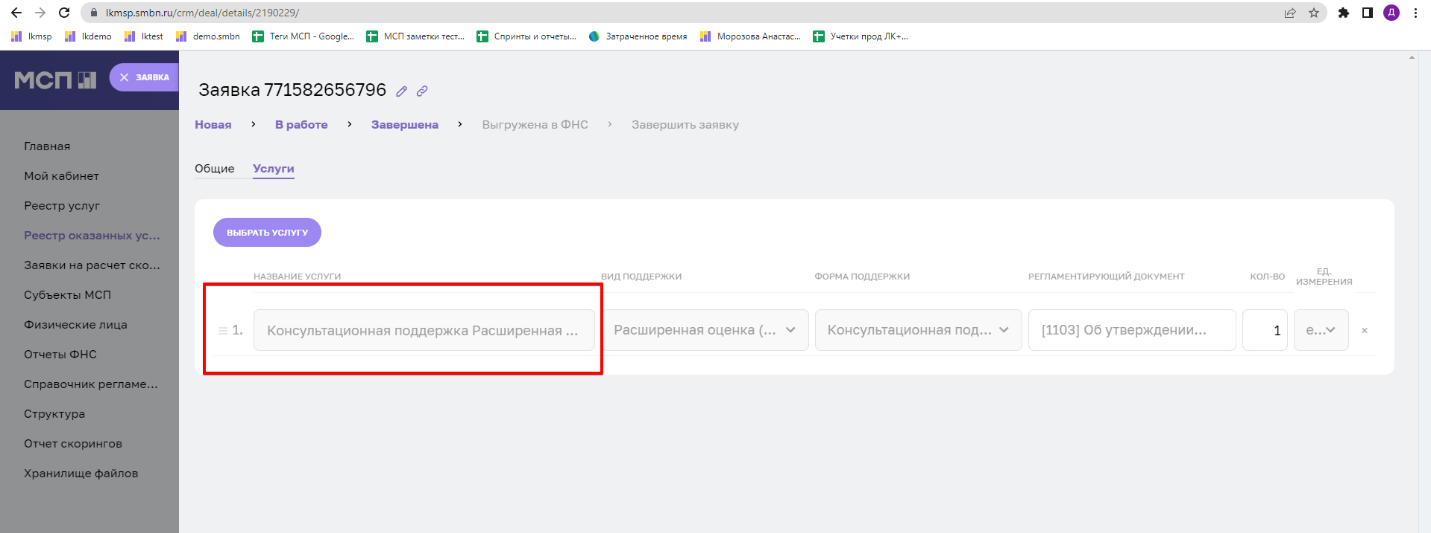 lkmsp.smbn.ru/crm/deal/details/2190229/
Д
lkmsp lkdemo lktest demo.smbn Теги МСП - Google... МСП заметки тест... Спринты и отчеты... Затраченное время Морозова Анастас... Учетки прод ЛК+...
МСП
ЗАЯВКА
Главная
Мой кабинет
Реестр услуг
Реестр оказанных ус...
Заявки на расчет ско...
Субъекты МСП
Физические лица
Отчеты ФНС
Справочник регламе...
Структура
Отчет скорингов
Хранилище файлов
Заявка 771582656796
Новая > В работе > Завершена > Выгружена в ФНС > Завершить заявку
Общие Услуги
ВЫБРАТЬ УСЛУГУ
НАЗВАНИЕ УСЛУГИ ВИД ПОДДЕРЖКИ ФОРМА ПОДДЕРЖКИ РЕГЛАМЕНТИРУЮЩИЙ ДОКУМЕНТ КОЛ-ВО ЕД.
ИЗМЕРЕНИЯ
1. Консультационная поддержка Расширенная ... Расширенная оценка (... Консультационная под... [1103] Об утверждении... 1 е...